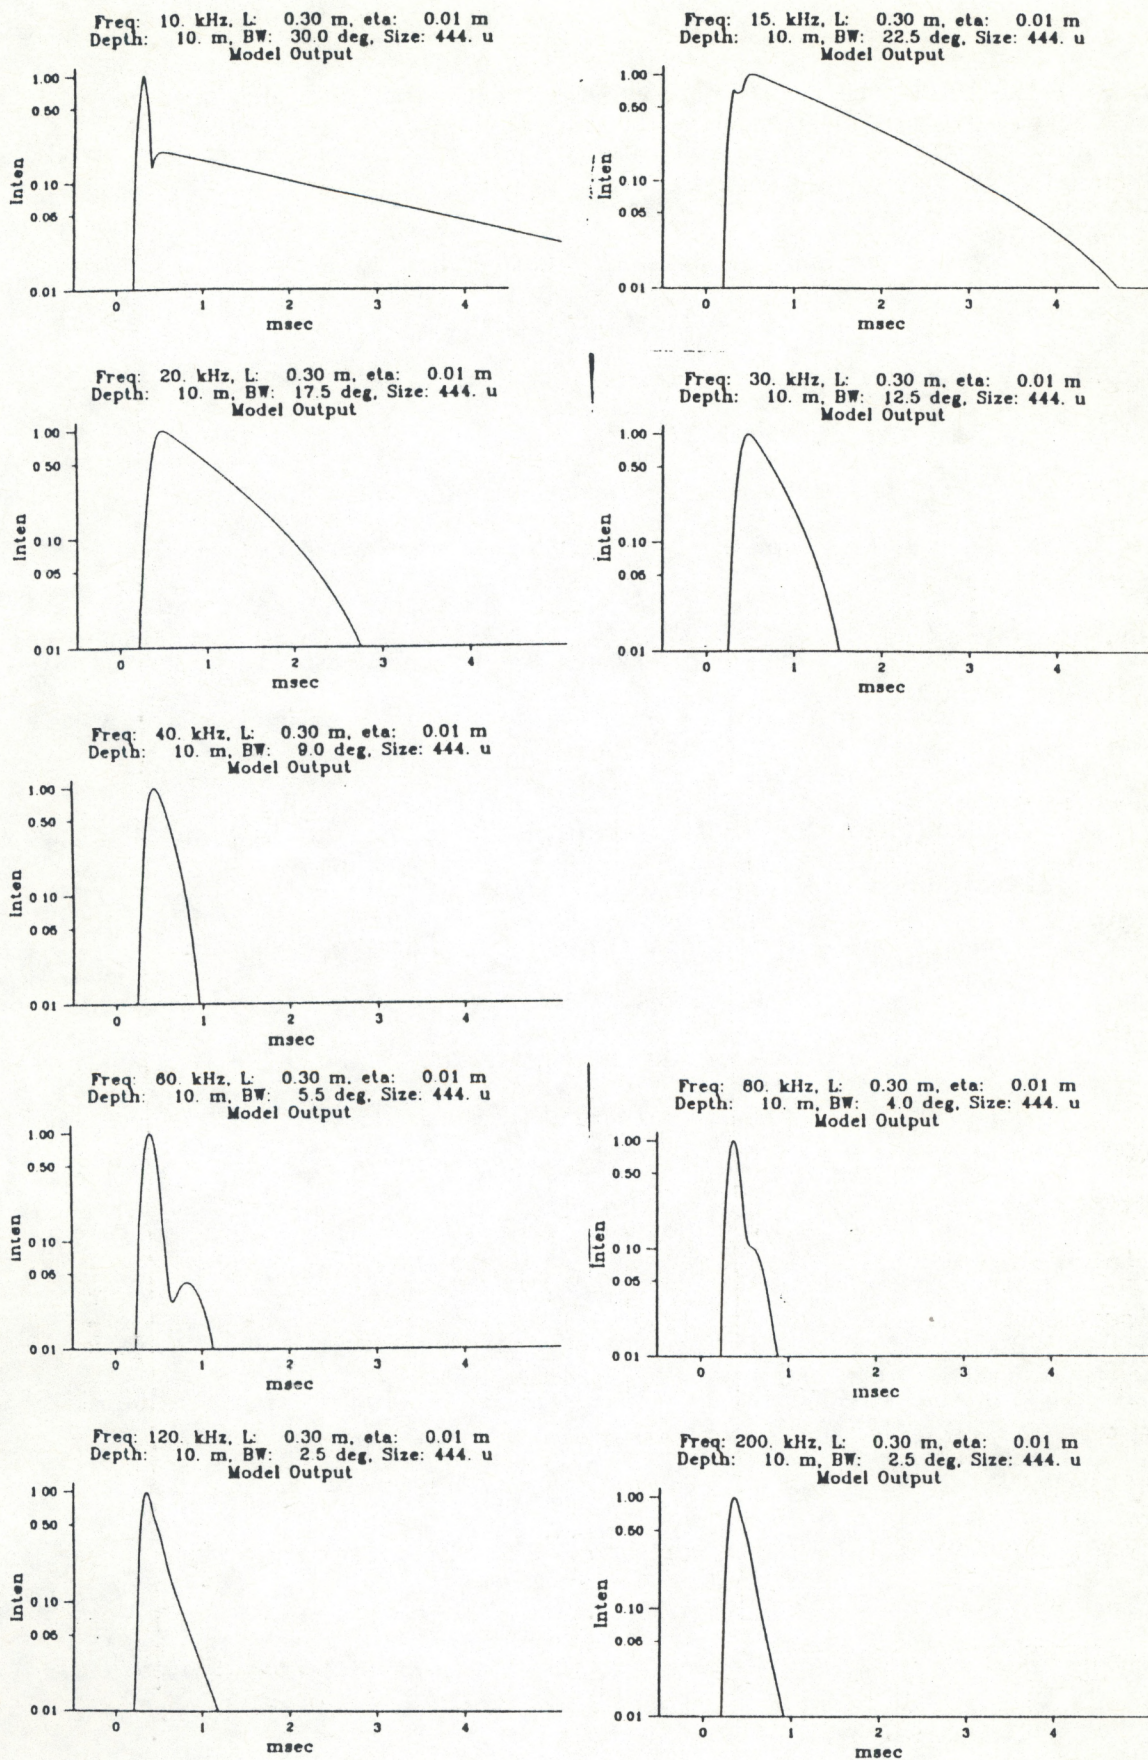 Freq: 10. kHz, L: 0.30 m, eta: 0.01 m
Depth: 10. m, BW: 30.0 deg, Size: 444. u
Model Output
1.00
0 50
0 10
0 05
0 01
Inten
0 1 2 3 4
msec
Freq: 15. kHz, L: 0.30 m, eta: 0.01 m
Depth: 10. m, BW: 22.5 deg, Size: 444. u
Model Output
1.00
0 50
0 10
0 05
0 01
Inten
0 1 2 3 4
msec
Freq: 20. kHz, L: 0.30 m, eta: 0.01 m
Depth: 10. m, BW: 17.5 deg, Size: 444. u
Model Output
1.00
0 50
0 10
0 05
0 01
Inten
0 1 2 3 4
msec
Freq: 30. kHz, L: 0.30 m, eta: 0.01 m
Depth: 10. m, BW: 12.5 deg, Size: 444. u
Model Output
1.00
0 50
0 10
0 05
0 01
Inten
0 1 2 3 4
msec
Freq: 40. kHz, L: 0.30 m, eta: 0.01 m
Depth: 10. m, BW: 9.0 deg, Size: 444. u
Model Output
1.00
0 50
0 10
0 05
0 01
Inten
0 1 2 3 4
msec
Freq: 60. kHz, L: 0.30 m, eta: 0.01 m
Depth: 10. m, BW: 5.5 deg, Size: 444. u
Model Output
1.00
0 50
0 10
0 05
0 01
Inten
0 1 2 3 4
msec
Freq: 80. kHz, L: 0.30 m, eta: 0.01 m
Depth: 10. m, BW: 4.0 deg, Size: 444. u
Model Output
1.00
0 50
0 10
0 05
0 01
Inten
0 1 2 3 4
msec
Freq: 120. kHz, L: 0.30 m, eta: 0.01 m
Depth: 10. m, BW: 2.5 deg, Size: 444. u
Model Output
1.00
0 50
0 10
0 05
0 01
Inten
0 1 2 3 4
msec
Freq: 200. kHz, L: 0.30 m, eta: 0.01 m
Depth: 10. m, BW: 2.5 deg, Size: 444. u
Model Output
1.00
0 50
0 10
0 05
0 01
Inten
0 1 2 3 4
msec